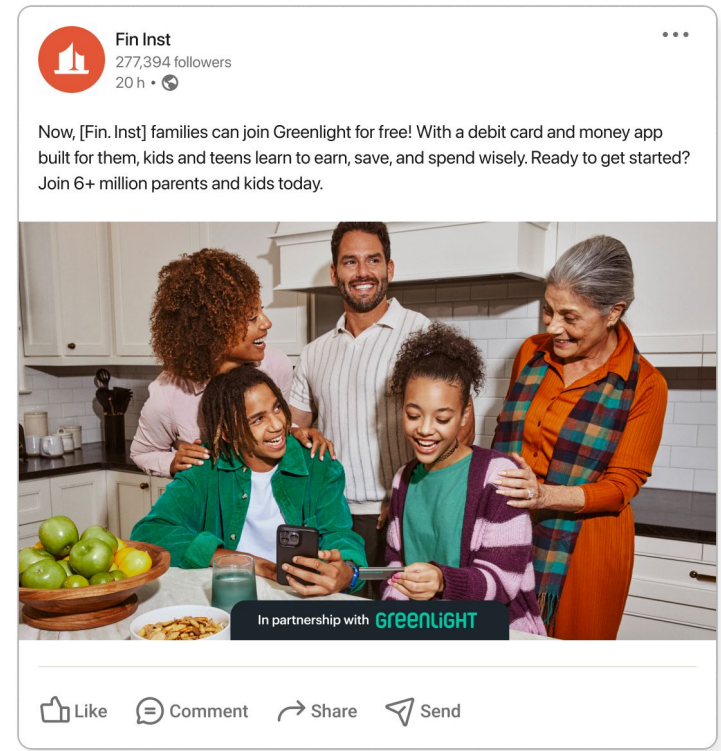 Fin Inst
277,394 followers
20 h •
Now, [Fin. Inst] families can join Greenlight for free! With a debit card and money app
built for them, kids and teens learn to earn, save, and spend wisely. Ready to get started?
Join 6+ million parents and kids today.
In partnership with GreenLiGHT
Like Comment Share Send